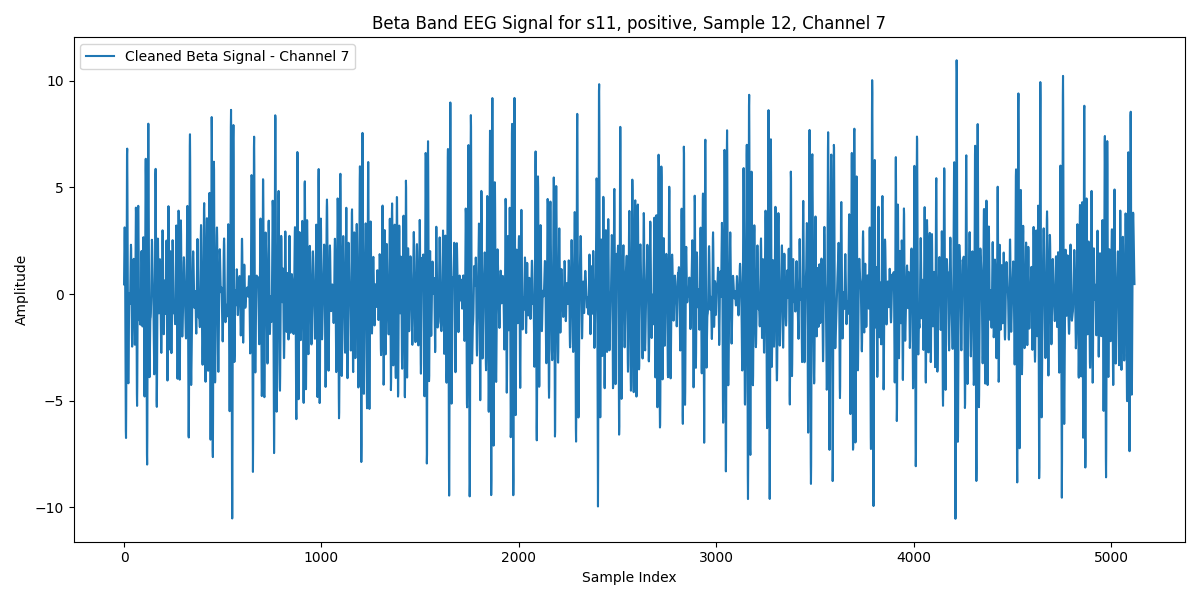 Beta Band EEG Signal for s11, positive, Sample 12, Channel 7
Cleaned Beta Signal - Channel 7
10
5
0
−5
−10
Amplitude
0 1000 2000 3000 4000 5000
Sample Index